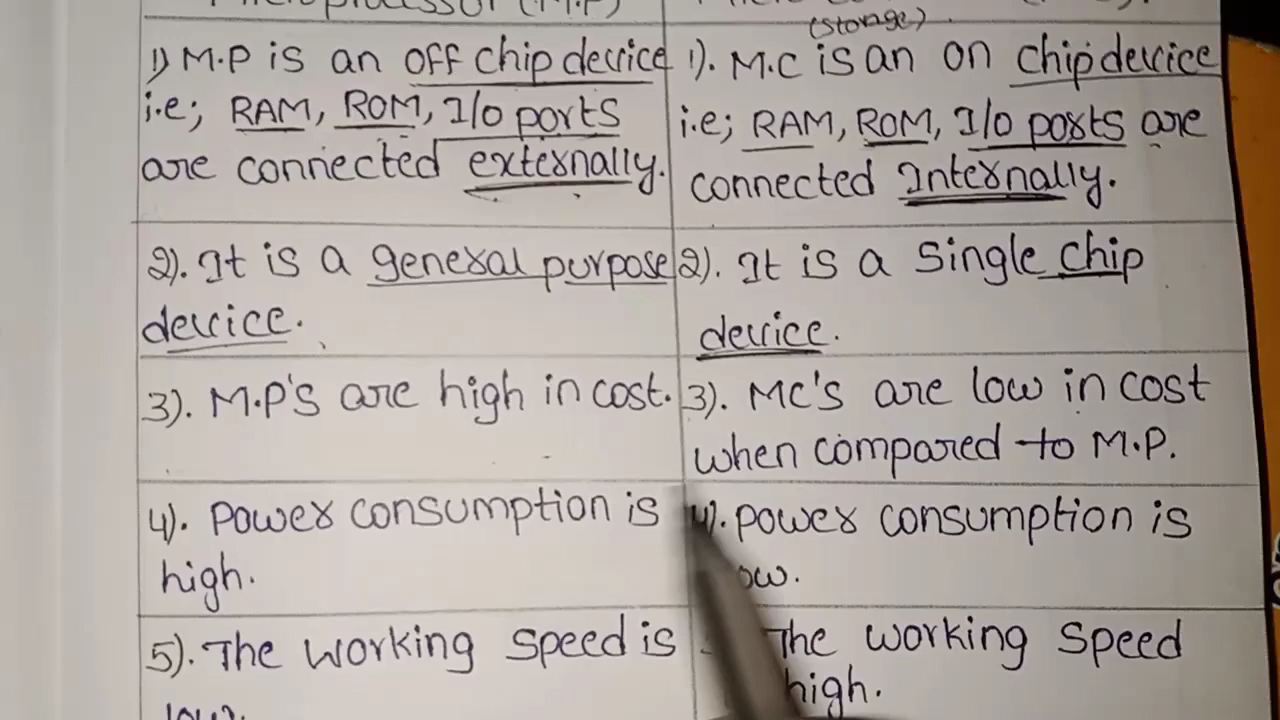 Microprocessor (M.P)
(storage).
1) M.P is an off chip device
i.e; RAM, ROM, I/o ports
are connected externally.
1). M.C is an on chip device
i.e; RAM, ROM, I/o ports are
connected Internally.
2). It is a general purpose
device.
2). It is a single chip
device.
3). M.P's are high in cost.
3). MC's are low in cost
when compared to M.P.
4). Power consumption is
high.
4). power consumption is
low.
5). The working speed is
low.
The working speed
high.